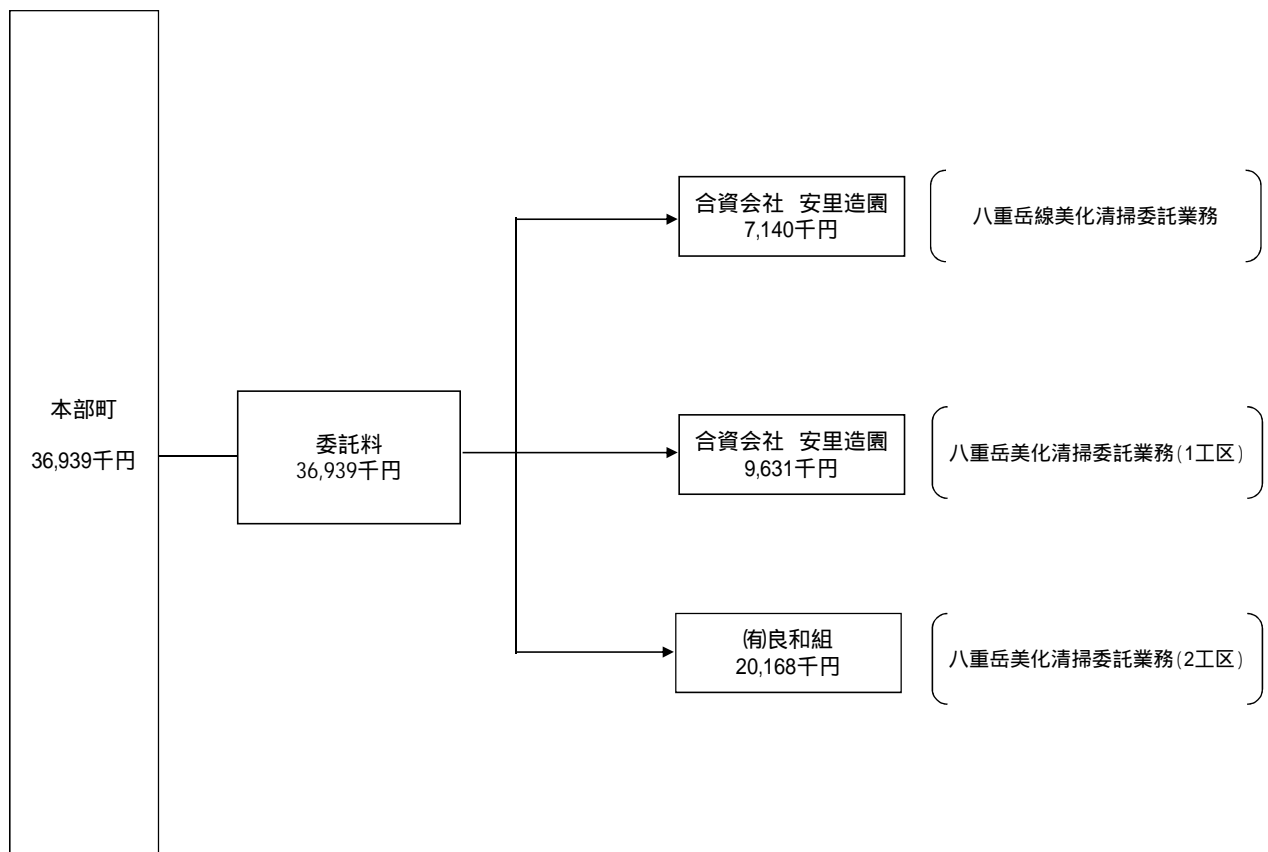 本部町
36,939千円
委託料
36,939千円
合資会社　安里造園
7,140千円
八重岳線美化清掃委託業務
合資会社　安里造園
9,631千円
八重岳美化清掃委託業務(1工区)
㈲良和組
20,168千円
八重岳美化清掃委託業務(2工区)